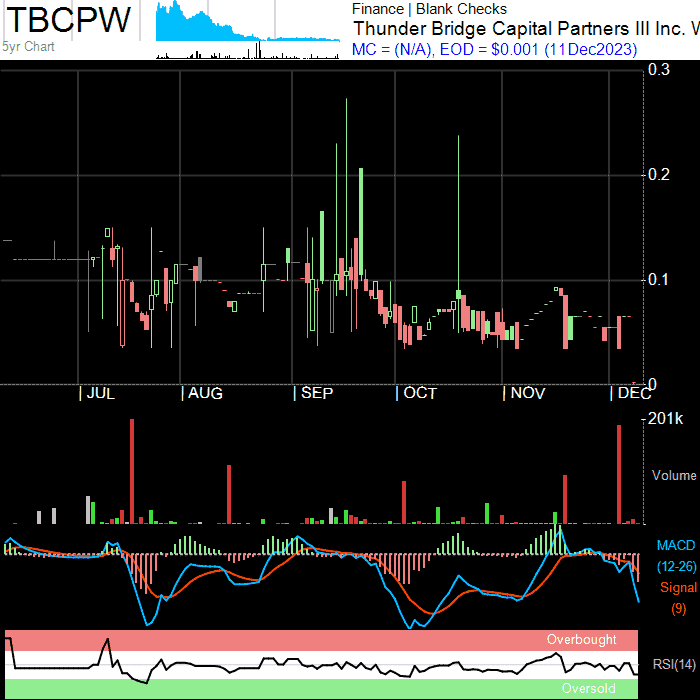 TBCPW
5yr Chart
Finance | Blank Checks
Thunder Bridge Capital Partners III Inc. W
MC = (N/A), EOD = $0.001 (11Dec2023)
0.3
0.2
0.1
0
| JUL | AUG | SEP | OCT | NOV | DEC
201k
Volume
MACD
(12-26)
Signal
(9)
Overbought
RSI(14)
Oversold